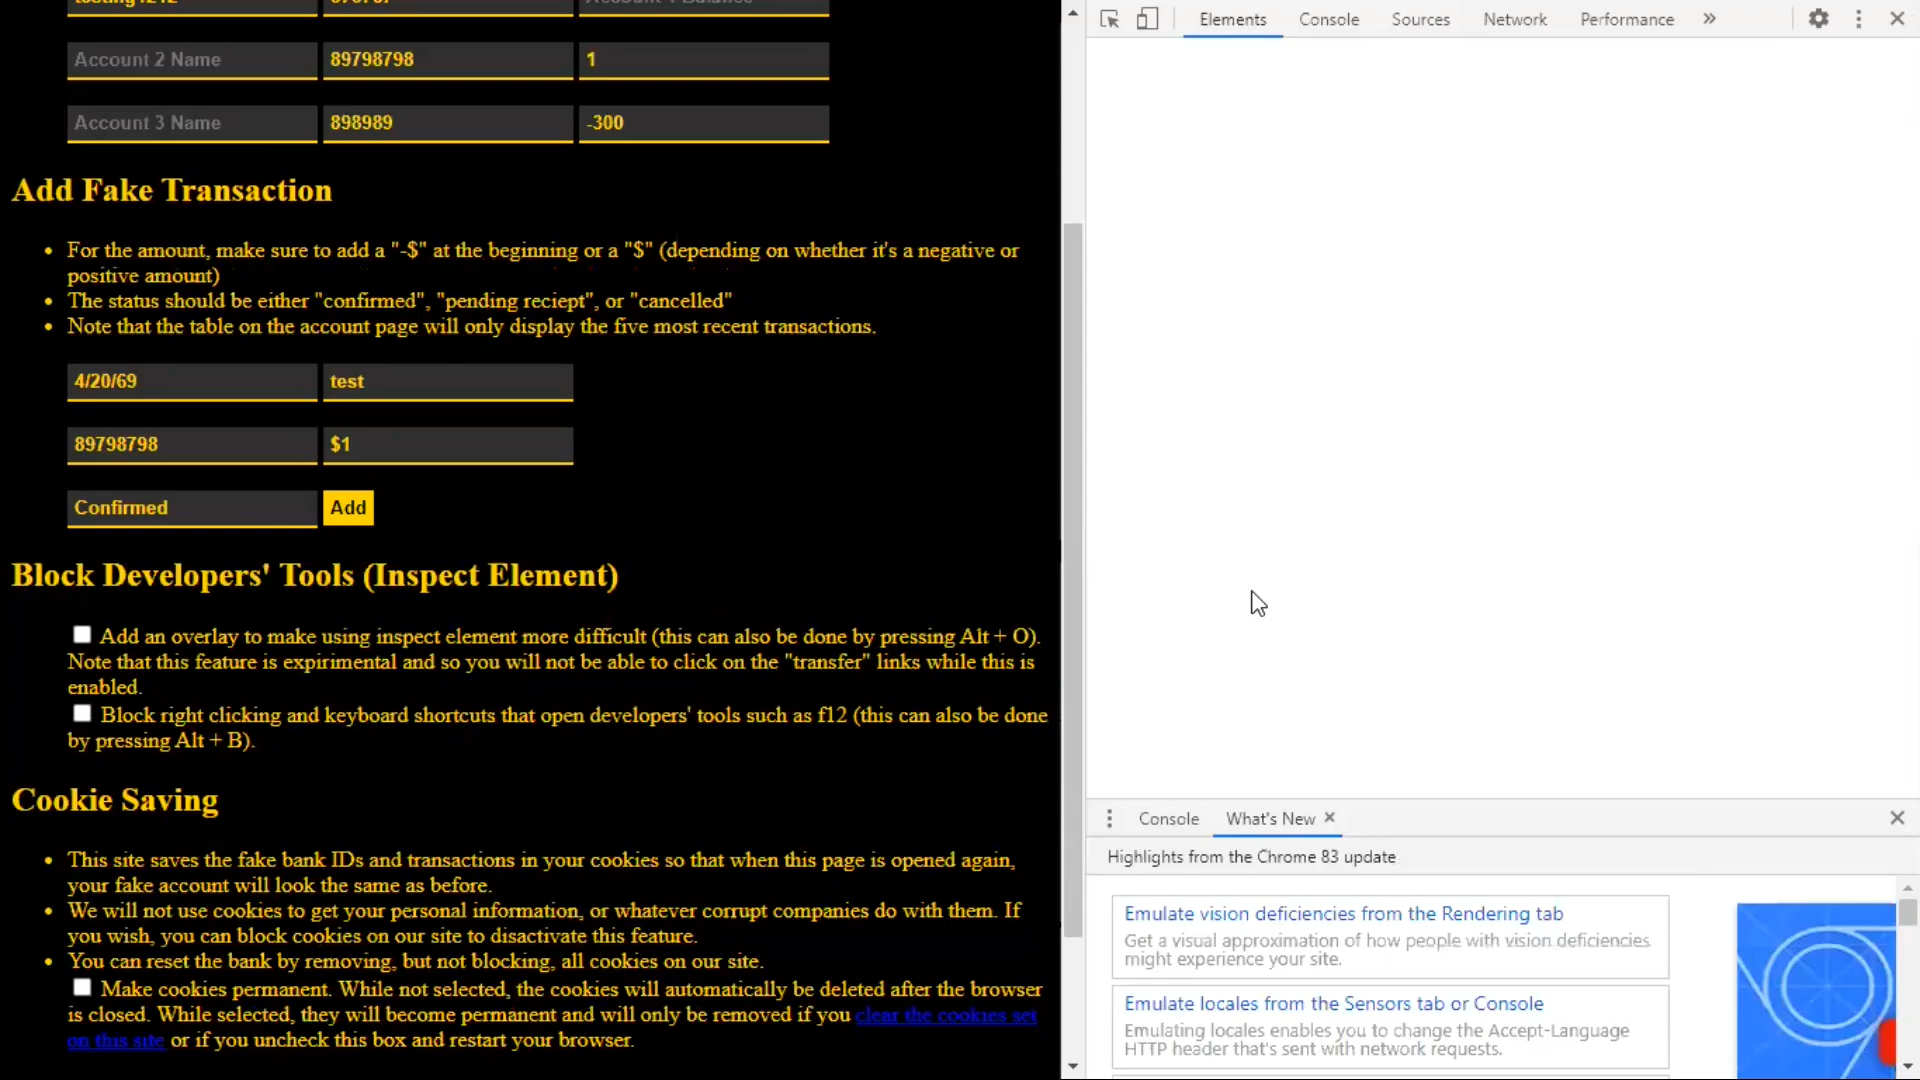 Elements Console Sources Network Performance
Account 2 Name 89798798 1
Account 3 Name 898989 -300
Add Fake Transaction
For the amount, make sure to add a "-$" at the beginning or a "$" (depending on whether it's a negative or
positive amount)
The status should be either "confirmed", "pending reciept", or "cancelled"
Note that the table on the account page will only display the five most recent transactions.
4/20/69 test
89798798 $1
Confirmed Add
Block Developers' Tools (Inspect Element)
Add an overlay to make using inspect element more difficult (this can also be done by pressing Alt + O).
Note that this feature is expirimental and so you will not be able to click on the "transfer" links while this is
enabled.
Block right clicking and keyboard shortcuts that open developers' tools such as f12 (this can also be done
by pressing Alt + B).
Cookie Saving
This site saves the fake bank IDs and transactions in your cookies so that when this page is opened again,
your fake account will look the same as before.
We will not use cookies to get your personal information, or whatever corrupt companies do with them. If
you wish, you can block cookies on our site to disactivate this feature.
You can reset the bank by removing, but not blocking, all cookies on our site.
Make cookies permanent. While not selected, the cookies will automatically be deleted after the browser
is closed. While selected, they will become permanent and will only be removed if you clear the cookies set
on this site or if you uncheck this box and restart your browser.
Console What's New
Highlights from the Chrome 83 update
Emulate vision deficiencies from the Rendering tab
Get a visual approximation of how people with vision deficiencies
might experience your site.
Emulate locales from the Sensors tab or Console
Emulating locales enables you to change the Accept-Language
HTTP header that's sent with network requests.